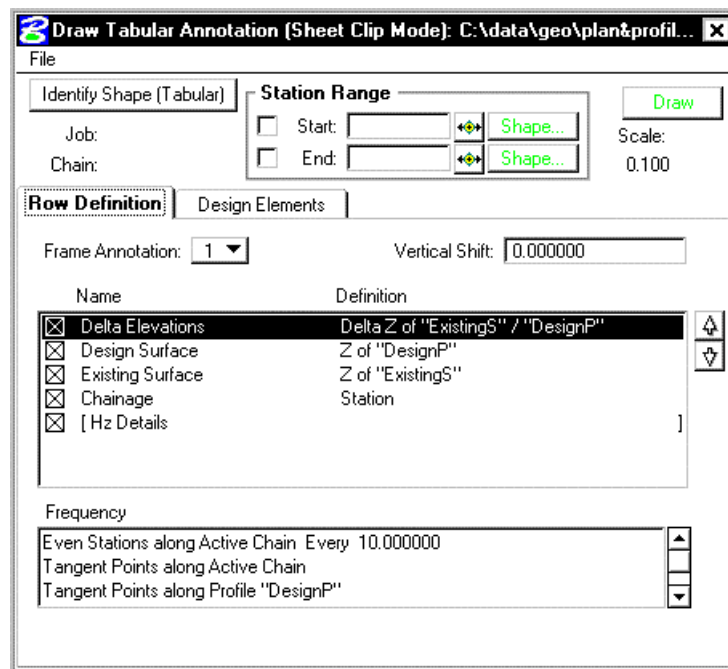 Draw Tabular Annotation (Sheet Clip Mode): C:\data\geo\plan&profil...
File
Identify Shape (Tabular)
Station Range
Draw
Job:
Start:
Shape...
Scale:
Chain:
End:
Shape...
0.100
Row Definition
Design Elements
Frame Annotation: 1
Vertical Shift: 0.000000
Name Definition
Delta Elevations Delta Z of "ExistingS" / "DesignP"
Design Surface Z of "DesignP"
Existing Surface Z of "ExistingS"
Chainage Station
[ Hz Details ]
Frequency
Even Stations along Active Chain Every 10.000000
Tangent Points along Active Chain
Tangent Points along Profile "DesignP"